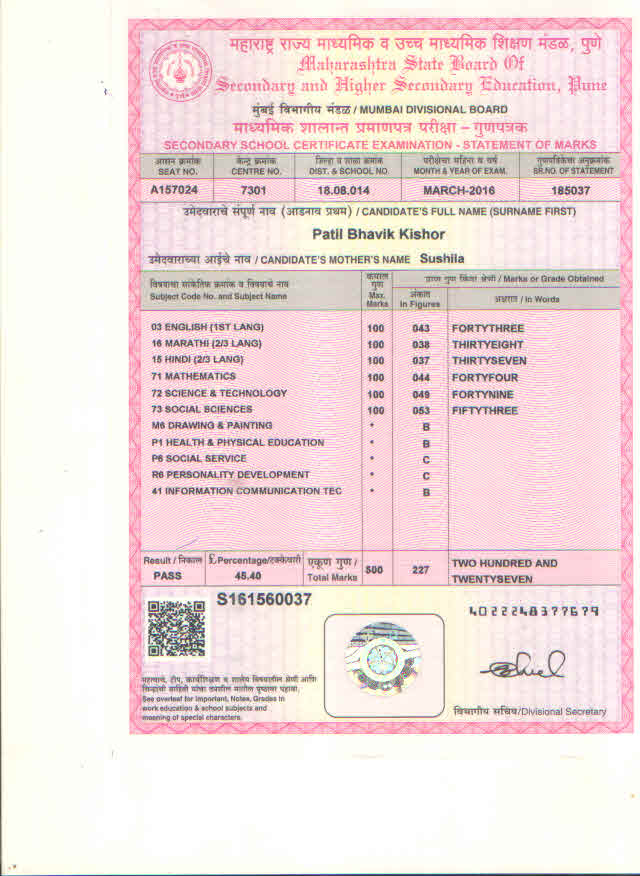 महाराष्ट्र राज्य माध्यमिक व उच्च माध्यमिक शिक्षण मंडळ, पुणे
Maharashtra State Board Of
Secondary and Higher Secondary Education, Pune
मुंबई विभागीय मंडळ / MUMBAI DIVISIONAL BOARD
माध्यमिक शालान्त प्रमाणपत्र परीक्षा – गुणपत्रक
SECONDARY SCHOOL CERTIFICATE EXAMINATION - STATEMENT OF MARKS
आसन क्रमांक केन्द्र क्रमांक जिल्हा व शाळा क्रमांक परीक्षेचा महिना व वर्ष गुणपत्रिकेचा अनुक्रमांक
SEAT NO. CENTRE NO. DIST. & SCHOOL NO. MONTH & YEAR OF EXAM. SR.NO. OF STATEMENT
A157024 7301 18.08.014 MARCH-2016 185037
उमेदवाराचे संपूर्ण नाव (आडनाव प्रथम) / CANDIDATE'S FULL NAME (SURNAME FIRST)
Patil Bhavik Kishor
उमेदवाराच्या आईचे नाव / CANDIDATE'S MOTHER'S NAME Sushila
विषयाचा सांकेतिक क्रमांक व विषयाचे नाव
Subject Code No. and Subject Name
कमाल
गुण
Max.
Marks
प्राप्त गुण किंवा श्रेणी / Marks or Grade Obtained
अंकात
In Figures
अक्षरात / In Words
03 ENGLISH (1ST LANG) 100 043 FORTYTHREE
16 MARATHI (2/3 LANG) 100 038 THIRTYEIGHT
15 HINDI (2/3 LANG) 100 037 THIRTYSEVEN
71 MATHEMATICS 100 044 FORTYFOUR
72 SCIENCE & TECHNOLOGY 100 049 FORTYNINE
73 SOCIAL SCIENCES 100 053 FIFTYTHREE
M6 DRAWING & PAINTING * B
P1 HEALTH & PHYSICAL EDUCATION * B
P6 SOCIAL SERVICE * C
R6 PERSONALITY DEVELOPMENT * C
41 INFORMATION COMMUNICATION TEC * B
Result / निकाल £Percentage/टक्केवारी एकूण गुण / 500 227 TWO HUNDRED AND
PASS 45.40 Total Marks TWENTYSEVEN
S161560037
4022248377679
महत्वाचे, टीप, कार्यशिक्षण व शालेय विषयातील श्रेणी आणि
चिन्हांची माहिती यांचा तपशील मागील पृष्ठावर पहावा.
See overleaf for Important, Notes, Grades in
work education & school subjects and
meaning of special characters.
विभागीय सचिव/Divisional Secretary